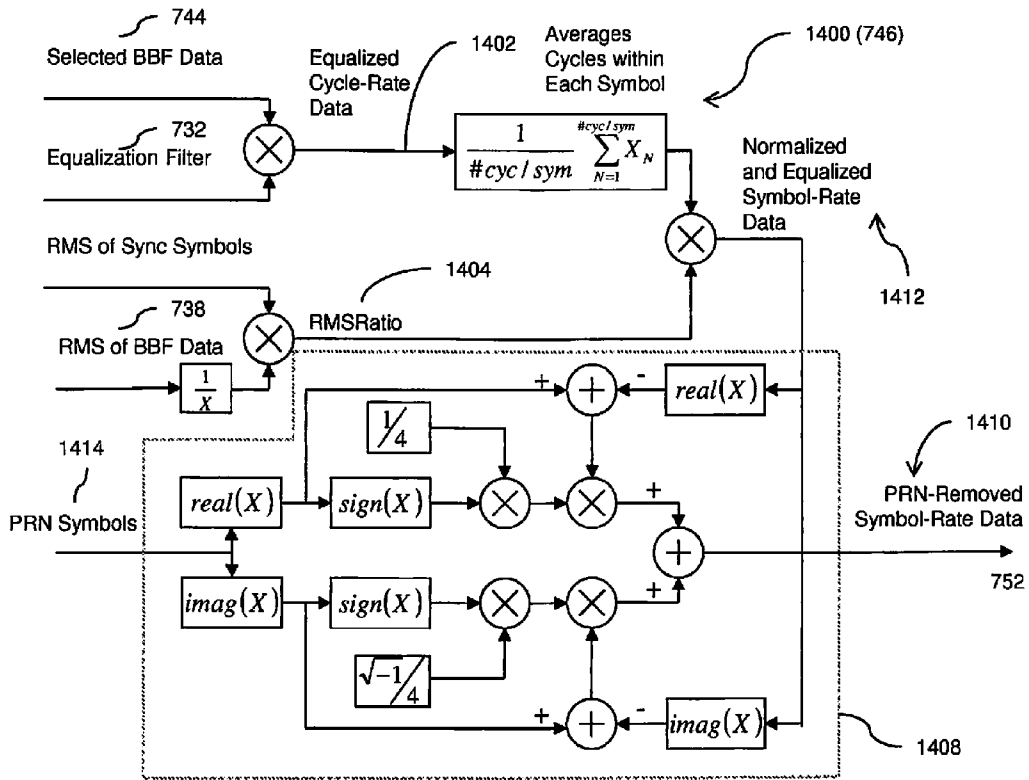 744
Selected BBF Data
732
Equalization Filter
Equalized
Cycle-Rate
Data
1402
Averages
Cycles within
Each Symbol
1400 (746)
1 / #cyc / sym #cyc / sym ∑ N=1 X_N
Normalized
and Equalized
Symbol-Rate
Data
1412
RMS of Sync Symbols
1404
RMSRatio
738
RMS of BBF Data
1/X
+
-
real(X)
1/4
1414
PRN Symbols
real(X)
sign(X)
+
1410
PRN-Removed
Symbol-Rate Data
752
imag(X)
sign(X)
+
√-1/4
+
-
imag(X)
1408